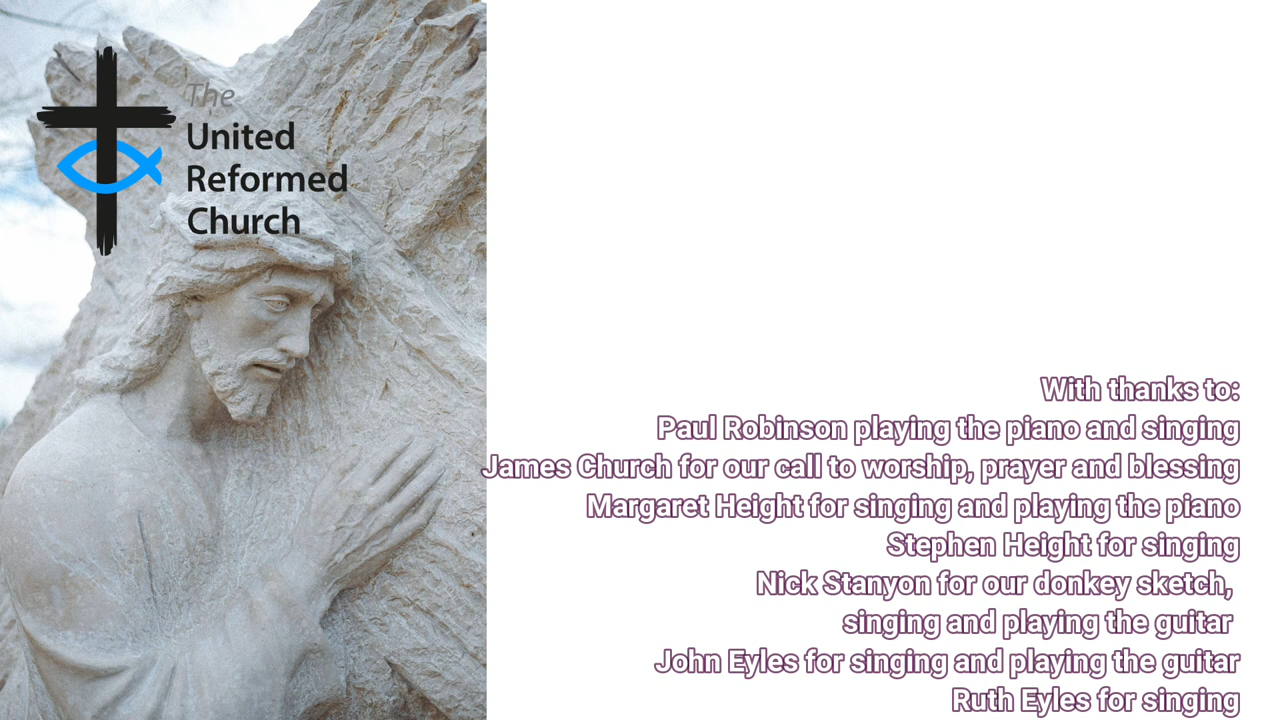 The
United
Reformed
Church
With thanks to:
Paul Robinson playing the piano and singing
James Church for our call to worship, prayer and blessing
Margaret Height for singing and playing the piano
Stephen Height for singing
Nick Stanyon for our donkey sketch,
singing and playing the guitar
John Eyles for singing and playing the guitar
Ruth Eyles for singing